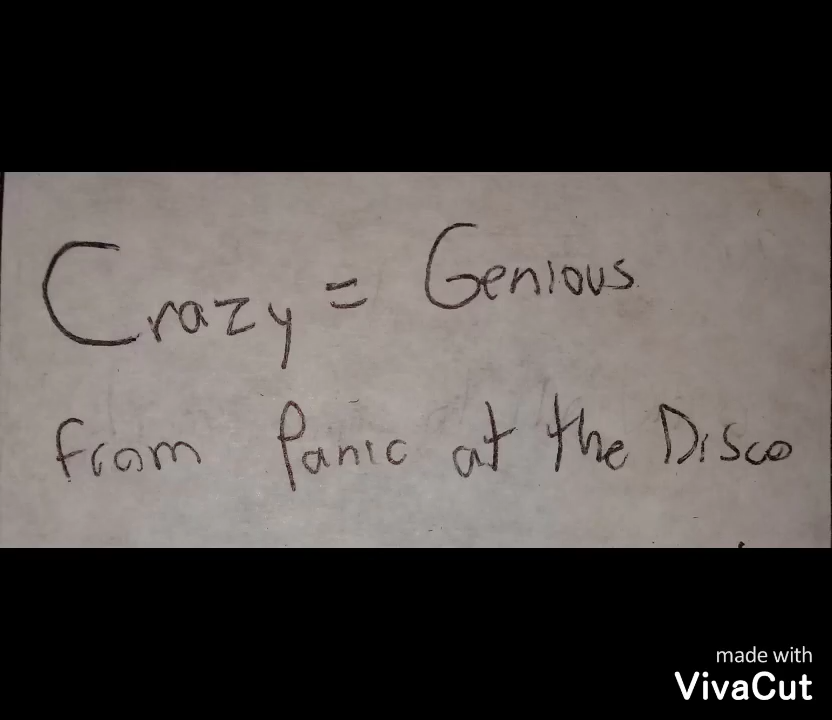 Crazy = Genious
from Panic at the Disco
made with
VivaCut